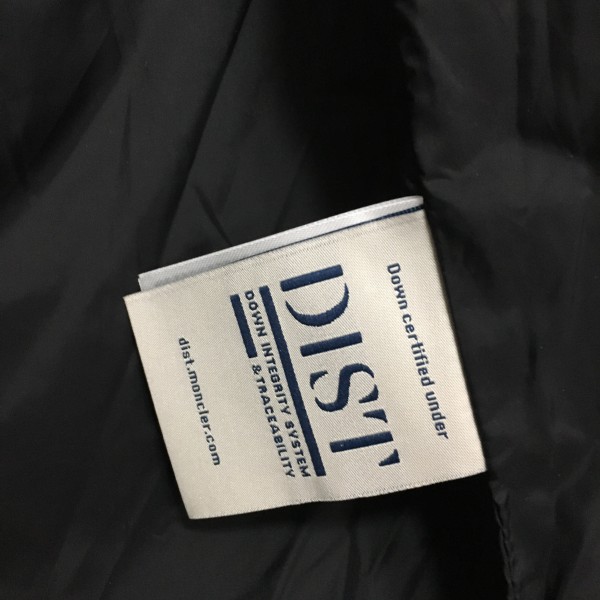 Down certified under
DIST
DOWN INTEGRITY SYSTEM
& TRACEABILITY
dist.moncler.com